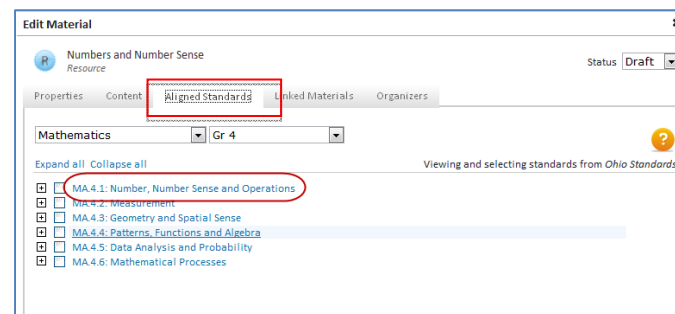 Edit Material
R
Numbers and Number Sense
Resource
Status Draft
Properties Content Aligned Standards Linked Materials Organizers
Mathematics Gr 4
?
Expand all Collapse all Viewing and selecting standards from Ohio Standards
MA.4.1: Number, Number Sense and Operations
MA.4.2: Measurement
MA.4.3: Geometry and Spatial Sense
MA.4.4: Patterns, Functions and Algebra
MA.4.5: Data Analysis and Probability
MA.4.6: Mathematical Processes